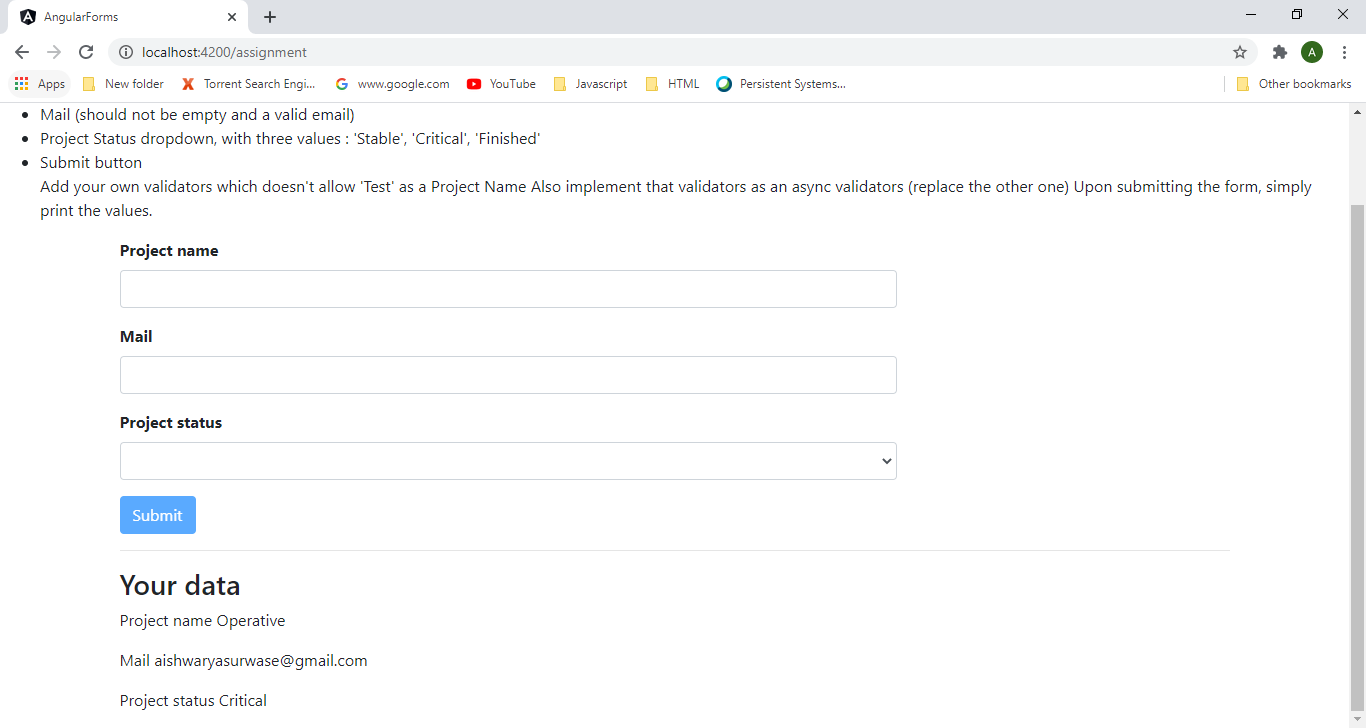 AngularForms
localhost:4200/assignment
Apps New folder Torrent Search Engi... www.google.com YouTube Javascript HTML Persistent Systems... Other bookmarks
A
Mail (should not be empty and a valid email)
Project Status dropdown, with three values : 'Stable', 'Critical', 'Finished'
Submit button
Add your own validators which doesn't allow 'Test' as a Project Name Also implement that validators as an async validators (replace the other one) Upon submitting the form, simply
print the values.
Project name
Mail
Project status
Submit
Your data
Project name Operative
Mail aishwaryasurwase@gmail.com
Project status Critical